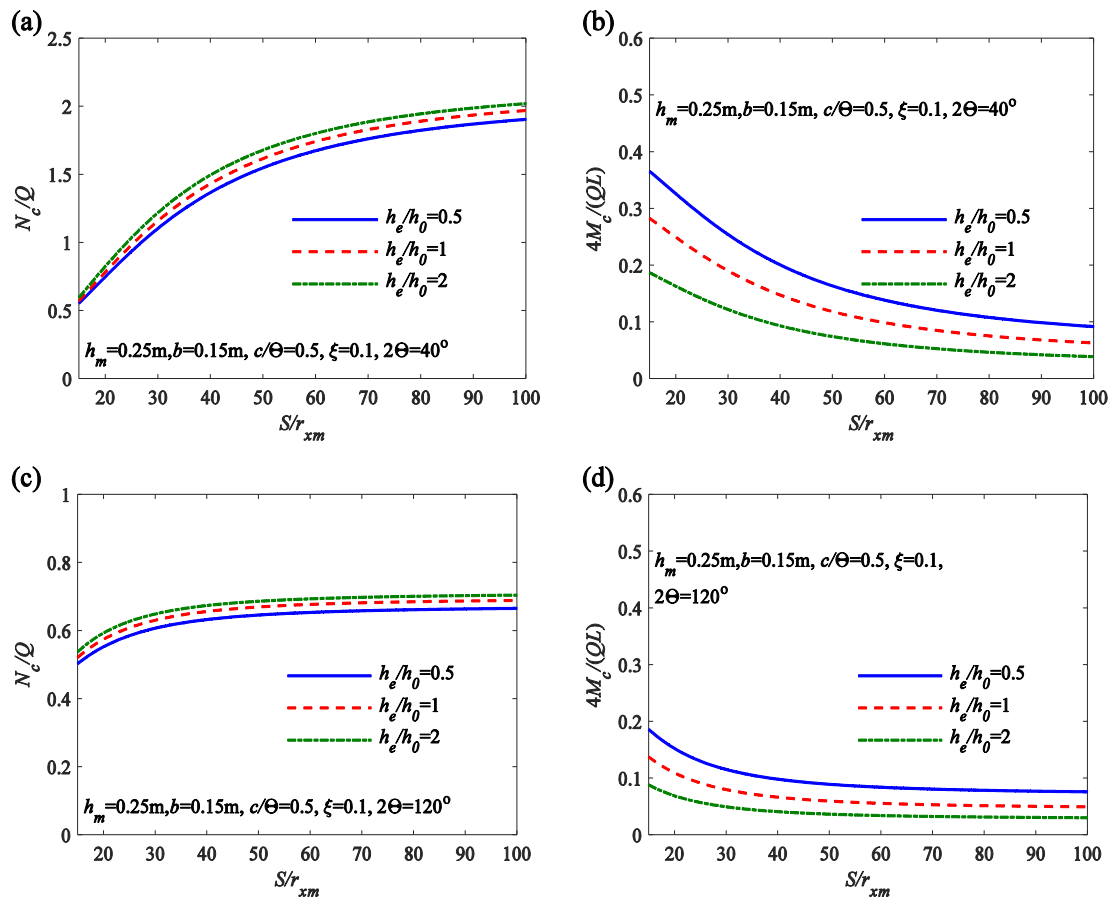 (a)
2.5
2
1.5
1
0.5
0
N_c/Q
h_e/h_0=0.5
h_e/h_0=1
h_e/h_0=2
h_m=0.25m,b=0.15m, c/Θ=0.5, ξ=0.1, 2Θ=40°
20 30 40 50 60 70 80 90 100
S/r_xm
(b)
0.6
0.5
0.4
0.3
0.2
0.1
0
4M_c/(QL)
h_m=0.25m,b=0.15m, c/Θ=0.5, ξ=0.1, 2Θ=40°
h_e/h_0=0.5
h_e/h_0=1
h_e/h_0=2
20 30 40 50 60 70 80 90 100
S/r_xm
(c)
1
0.8
0.6
0.4
0.2
0
N_c/Q
h_e/h_0=0.5
h_e/h_0=1
h_e/h_0=2
h_m=0.25m,b=0.15m, c/Θ=0.5, ξ=0.1, 2Θ=120°
20 30 40 50 60 70 80 90 100
S/r_xm
(d)
0.6
0.5
0.4
0.3
0.2
0.1
0
4M_c/(QL)
h_m=0.25m,b=0.15m, c/Θ=0.5, ξ=0.1,
2Θ=120°
h_e/h_0=0.5
h_e/h_0=1
h_e/h_0=2
20 30 40 50 60 70 80 90 100
S/r_xm